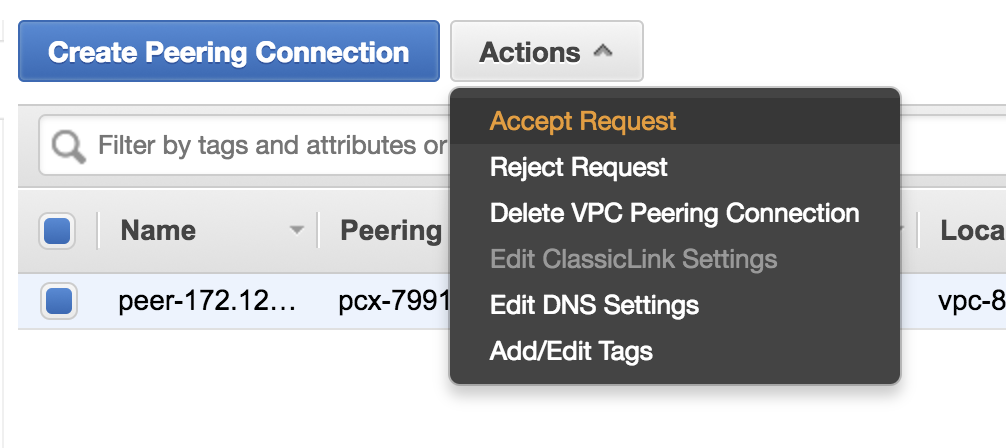 Create Peering Connection
Actions
Accept Request
Filter by tags and attributes or
Reject Request
Delete VPC Peering Connection
Name
Peering
Loca
Edit ClassicLink Settings
peer-172.12…
pcx-7991
vpc-8
Edit DNS Settings
Add/Edit Tags